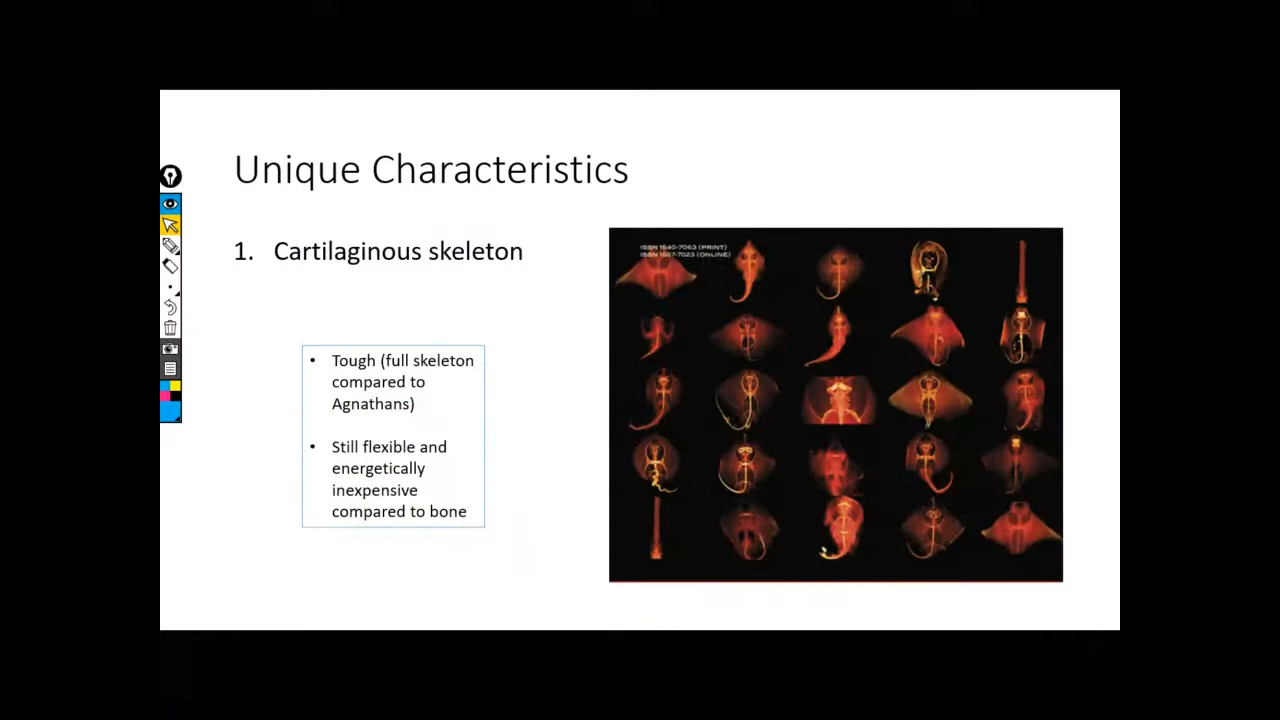 Unique Characteristics
1. Cartilaginous skeleton
• Tough (full skeleton
compared to
Agnathans)
• Still flexible and
energetically
inexpensive
compared to bone
ISSN 1540-7063 (PRINT)
ISSN 1557-7023 (ONLINE)